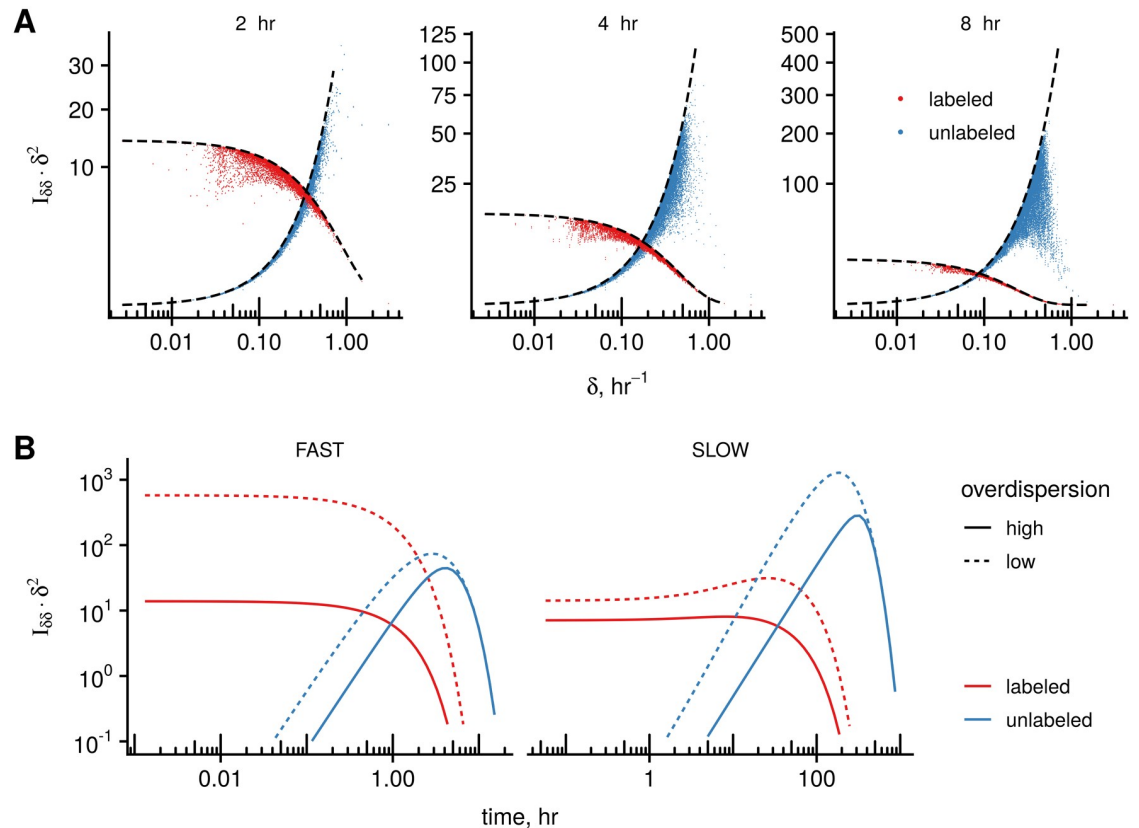 A
2 hr
4 hr
8 hr
I_δδ · δ²
30
20
10
125
100
75
50
25
500
400
300
200
100
labeled
unlabeled
0.01 0.10 1.00
0.01 0.10 1.00
0.01 0.10 1.00
δ, hr⁻¹
B
FAST
SLOW
I_δδ · δ²
10³
10²
10¹
10⁰
10⁻¹
0.01 1.00
1 100
time, hr
overdispersion
high
low
labeled
unlabeled